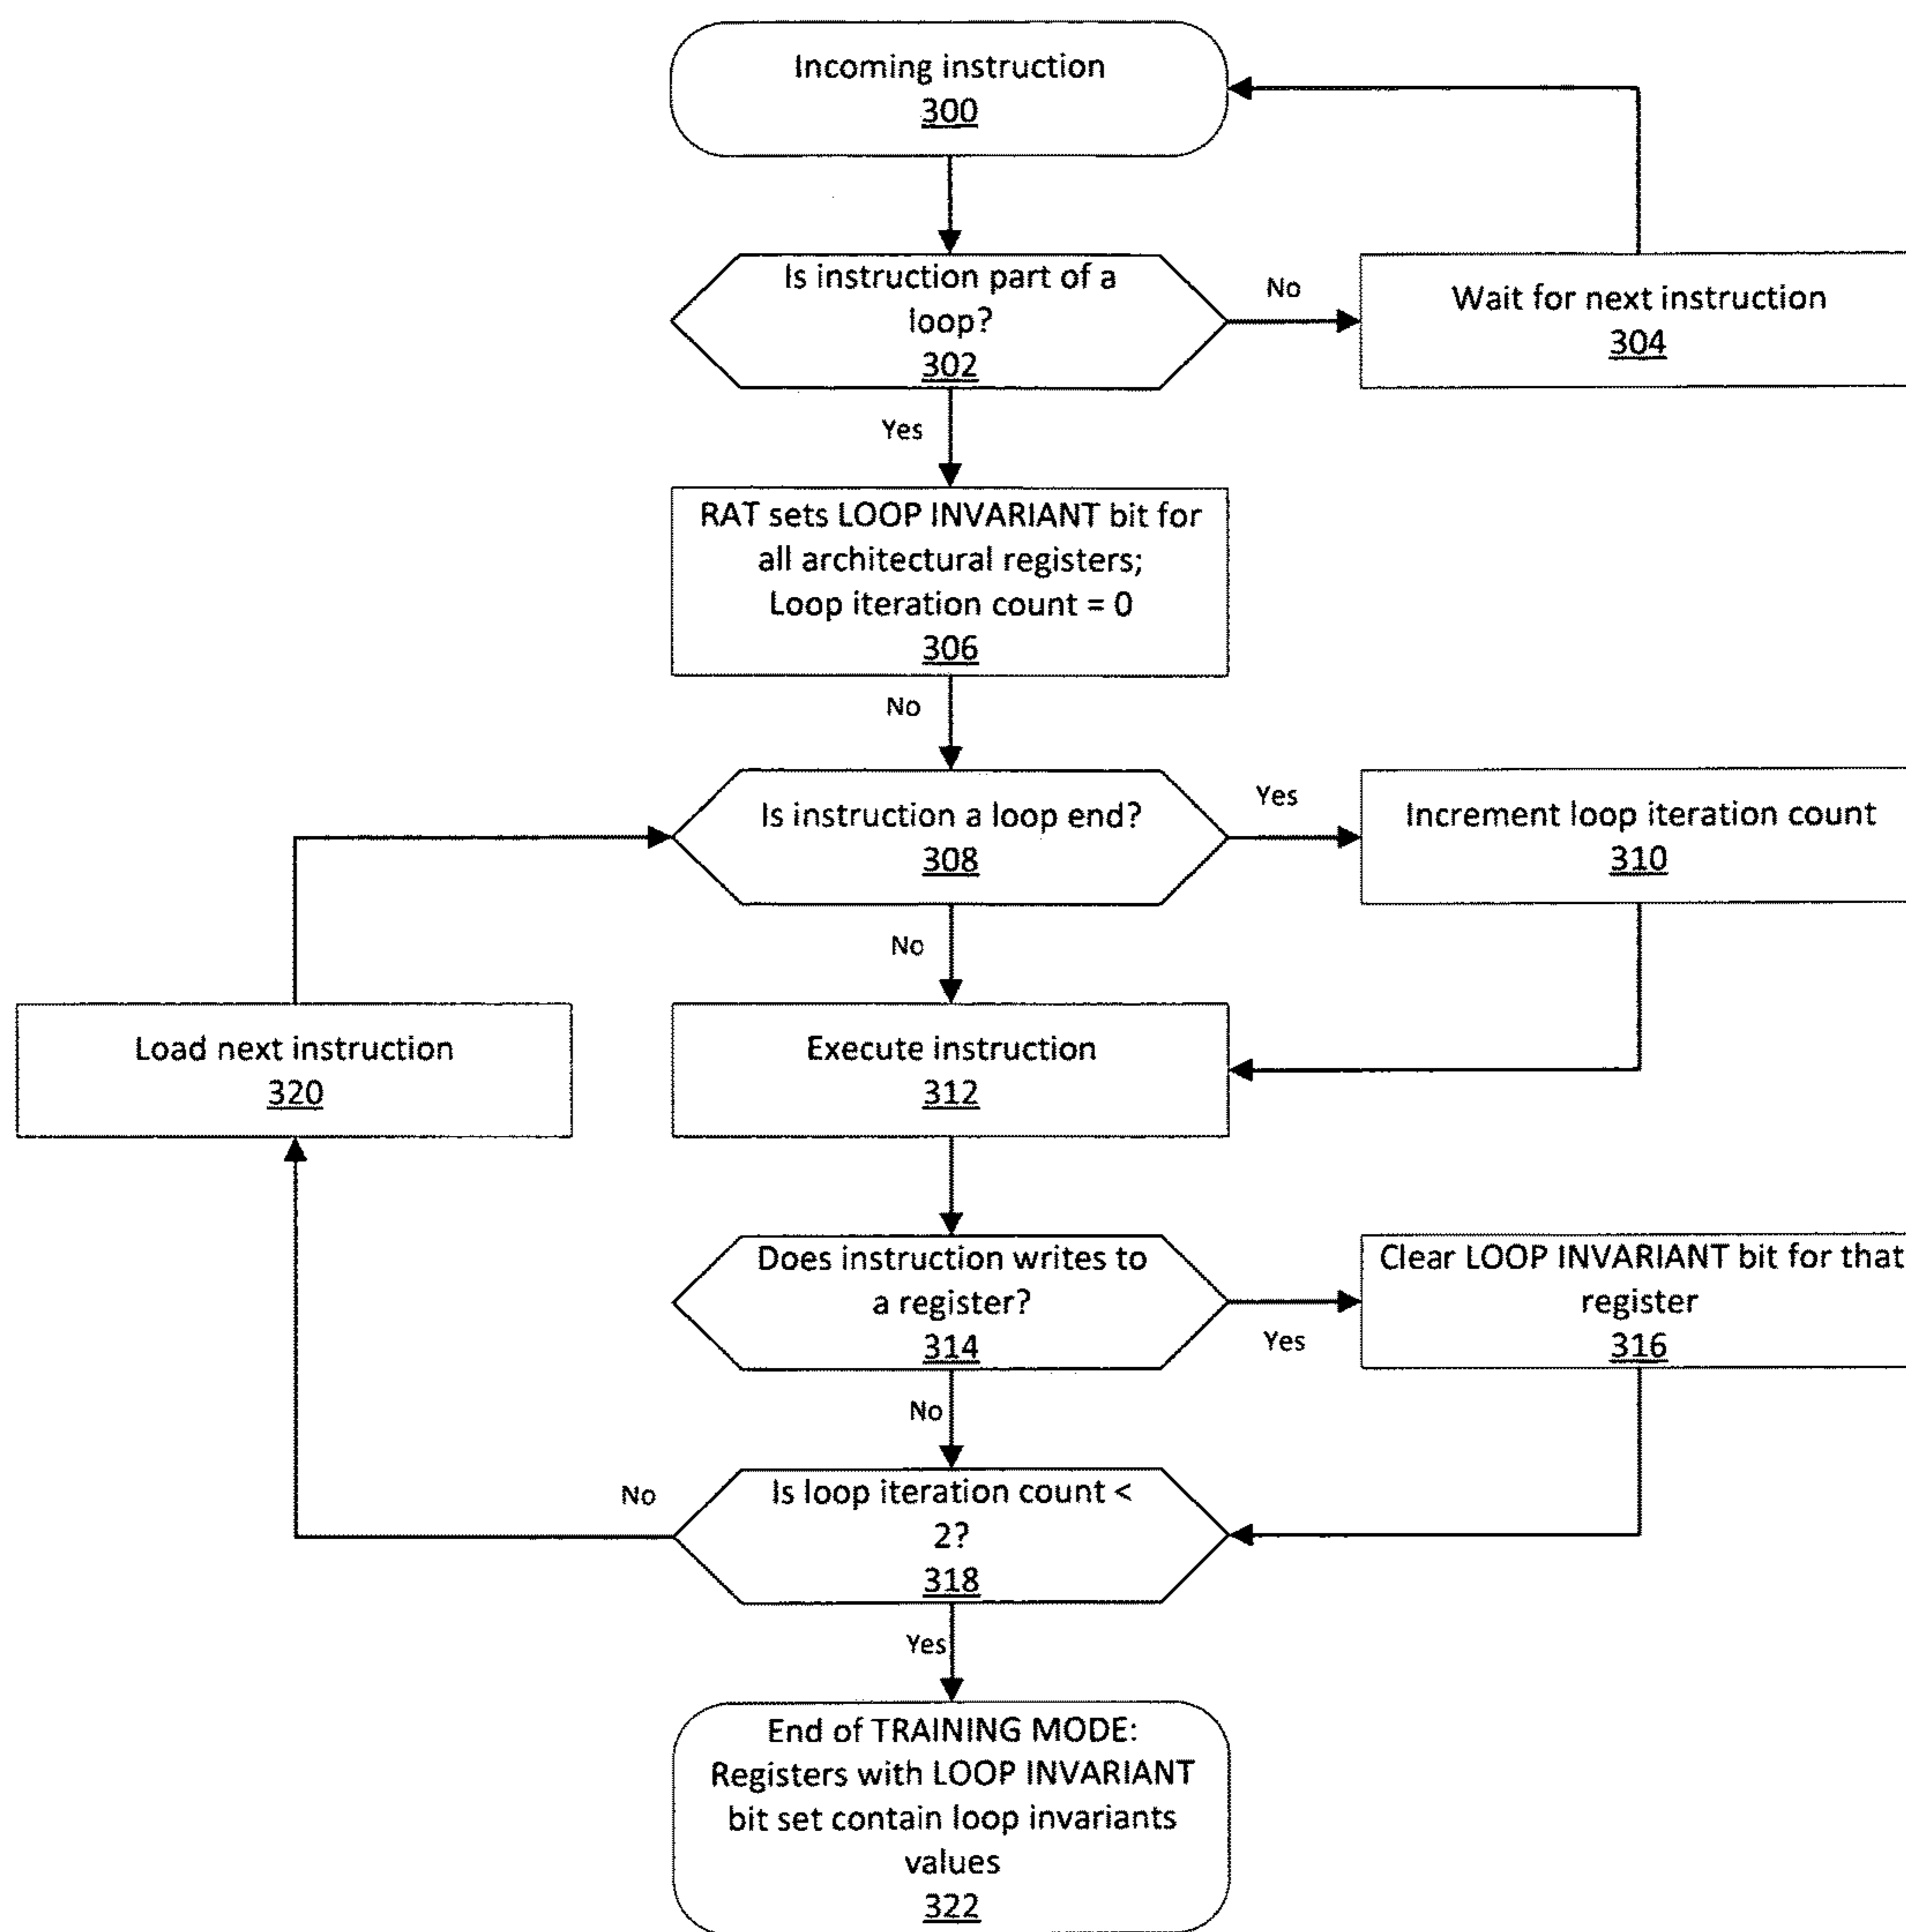 Incoming instruction
300
Is instruction part of a
loop?
302
No
Wait for next instruction
304
Yes
RAT sets LOOP INVARIANT bit for
all architectural registers;
Loop iteration count = 0
306
No
Is instruction a loop end?
308
Yes
Increment loop iteration count
310
No
Load next instruction
320
Execute instruction
312
Does instruction writes to
a register?
314
Yes
Clear LOOP INVARIANT bit for that
register
316
No
Is loop iteration count <
2?
318
No
Yes
End of TRAINING MODE:
Registers with LOOP INVARIANT
bit set contain loop invariants
values
322